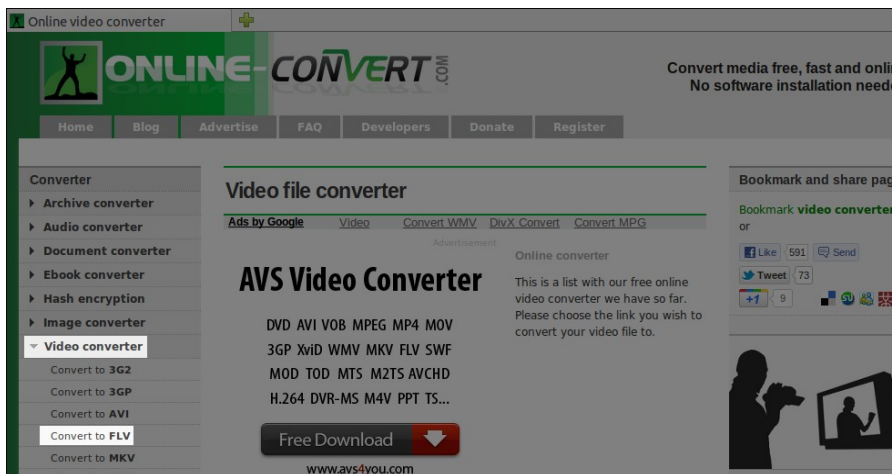 Online video converter
ONLINE-CONVERT.COM
Convert media free, fast and onli
No software installation neede
Home Blog Advertise FAQ Developers Donate Register
Converter
Archive converter
Audio converter
Document converter
Ebook converter
Hash encryption
Image converter
Video converter
Convert to 3G2
Convert to 3GP
Convert to AVI
Convert to FLV
Convert to MKV
Video file converter
Ads by Google Video Convert WMV DivX Convert Convert MPG
Advertisement
AVS Video Converter
DVD AVI VOB MPEG MP4 MOV
3GP XviD WMV MKV FLV SWF
MOD TOD MTS M2TS AVCHD
H.264 DVR-MS M4V PPT TS...
Free Download
www.avs4you.com
Online converter
This is a list with our free online
video converter we have so far.
Please choose the link you wish to
convert your video file to.
Bookmark and share pag
Bookmark video converter
or
Like 591 Send
Tweet 73
+1 9